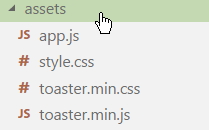 assets
JS app.js
# style.css
# toaster.min.css
JS toaster.min.js